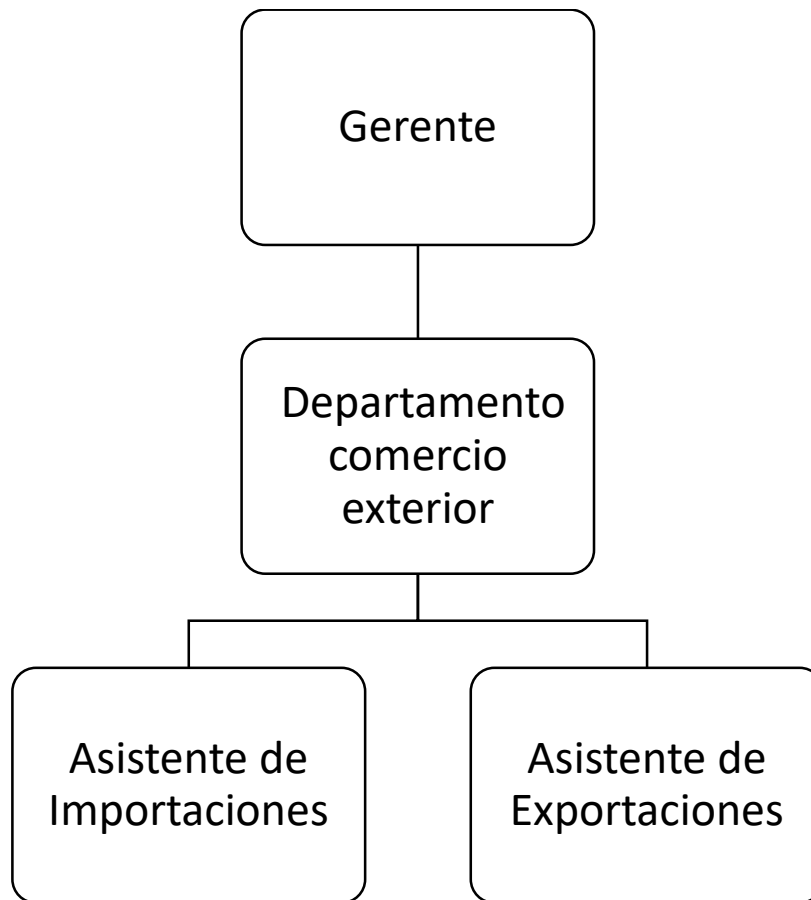 Gerente
Departamento
comercio
exterior
Asistente de
Importaciones
Asistente de
Exportaciones